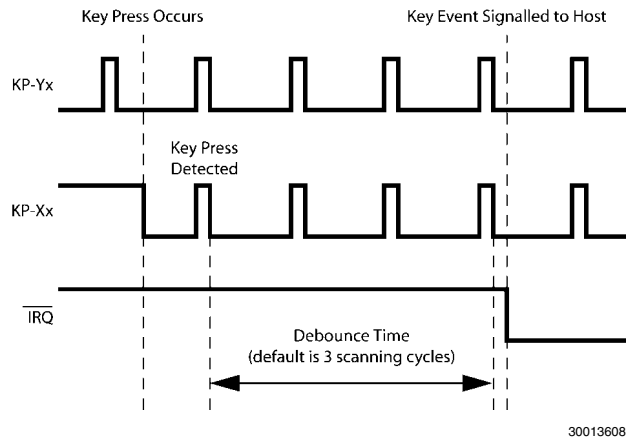 Key Press Occurs
Key Event Signalled to Host
KP-Yx
Key Press
Detected
KP-Xx
IRQ
Debounce Time
(default is 3 scanning cycles)
30013608